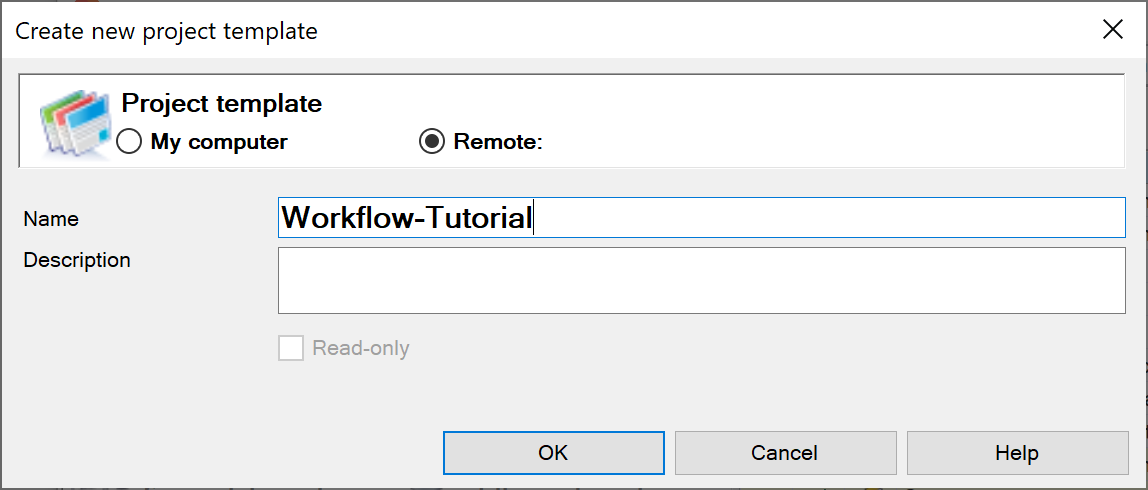 Create new project template
Project template
My computer
Remote:
Name
Workflow-Tutorial
Description
Read-only
OK
Cancel
Help